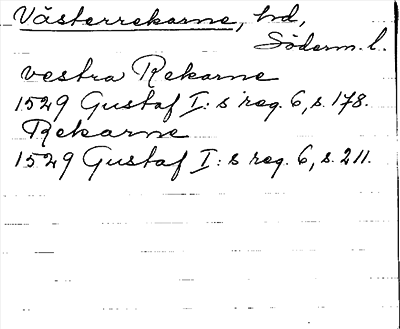 Västerrekarne, hd,
Söderm. l.
vestra Rekarne
1529 Gustaf I:s reg. 6, s. 178.
Rekarne
1529 Gustaf I:s reg. 6, s. 211.